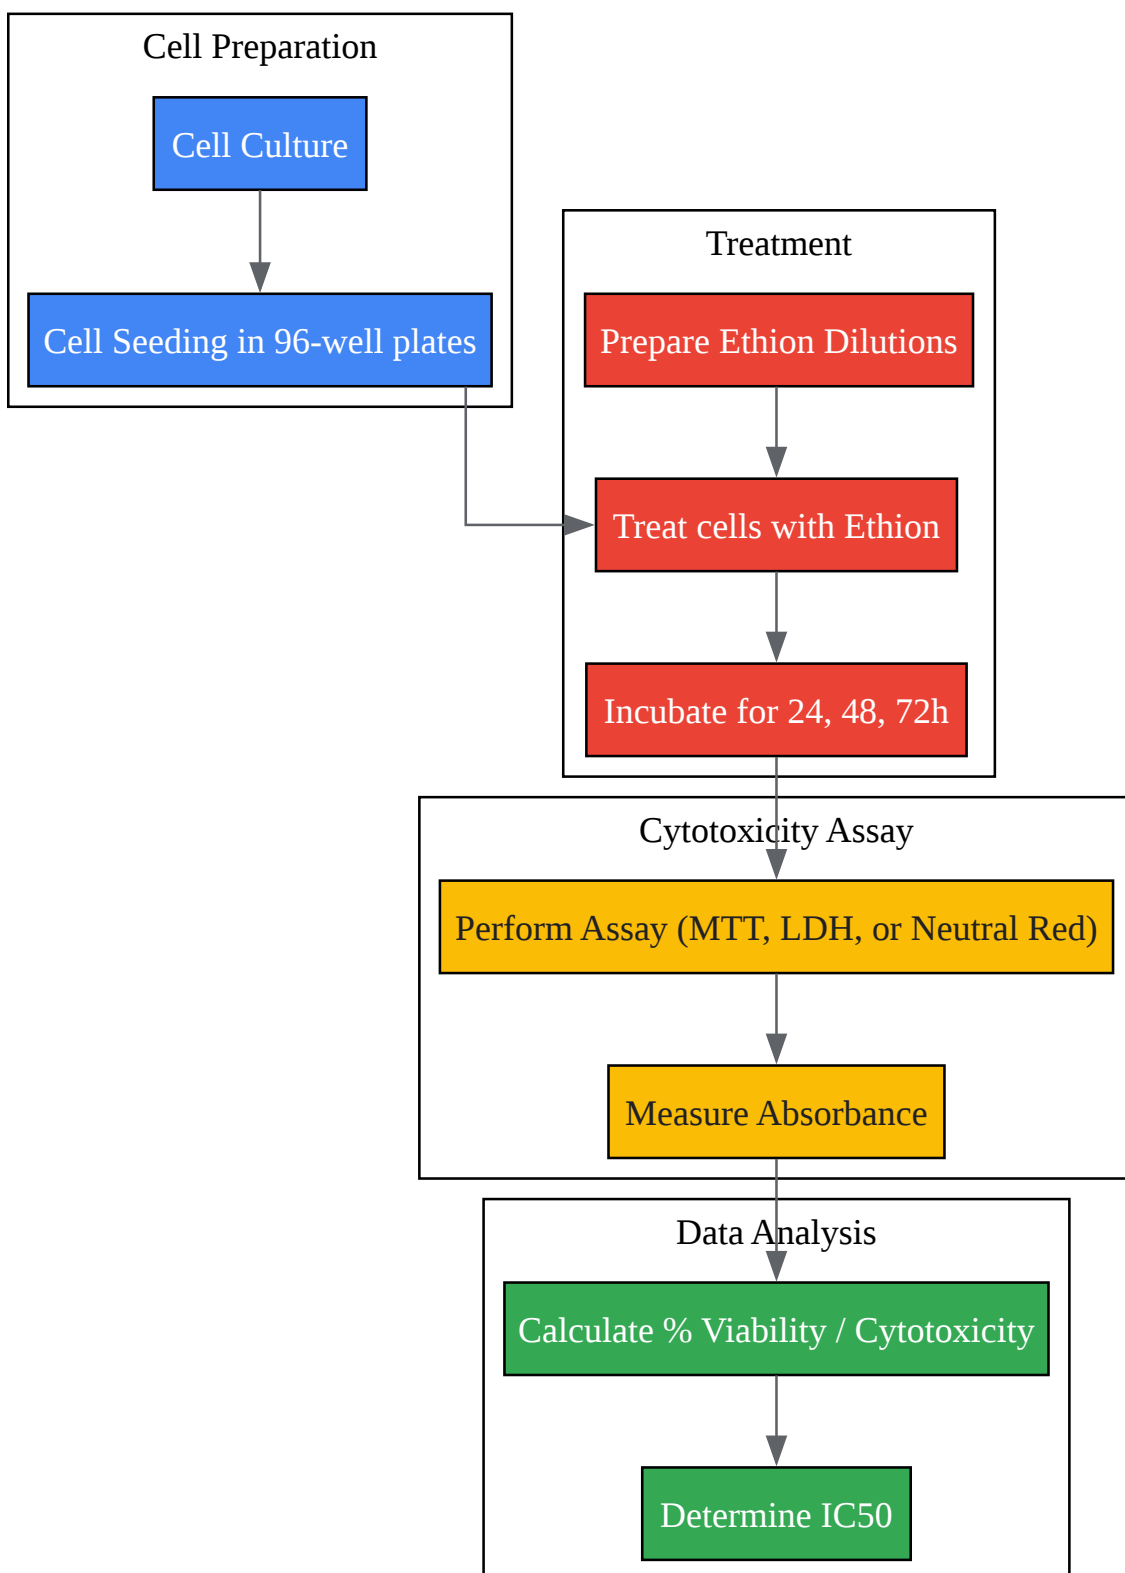 Cell Preparation
Cell Culture
Cell Seeding in 96-well plates
Treatment
Prepare Ethion Dilutions
Treat cells with Ethion
Incubate for 24, 48, 72h
Cytotoxicity Assay
Perform Assay (MTT, LDH, or Neutral Red)
Measure Absorbance
Data Analysis
Calculate % Viability / Cytotoxicity
Determine IC50